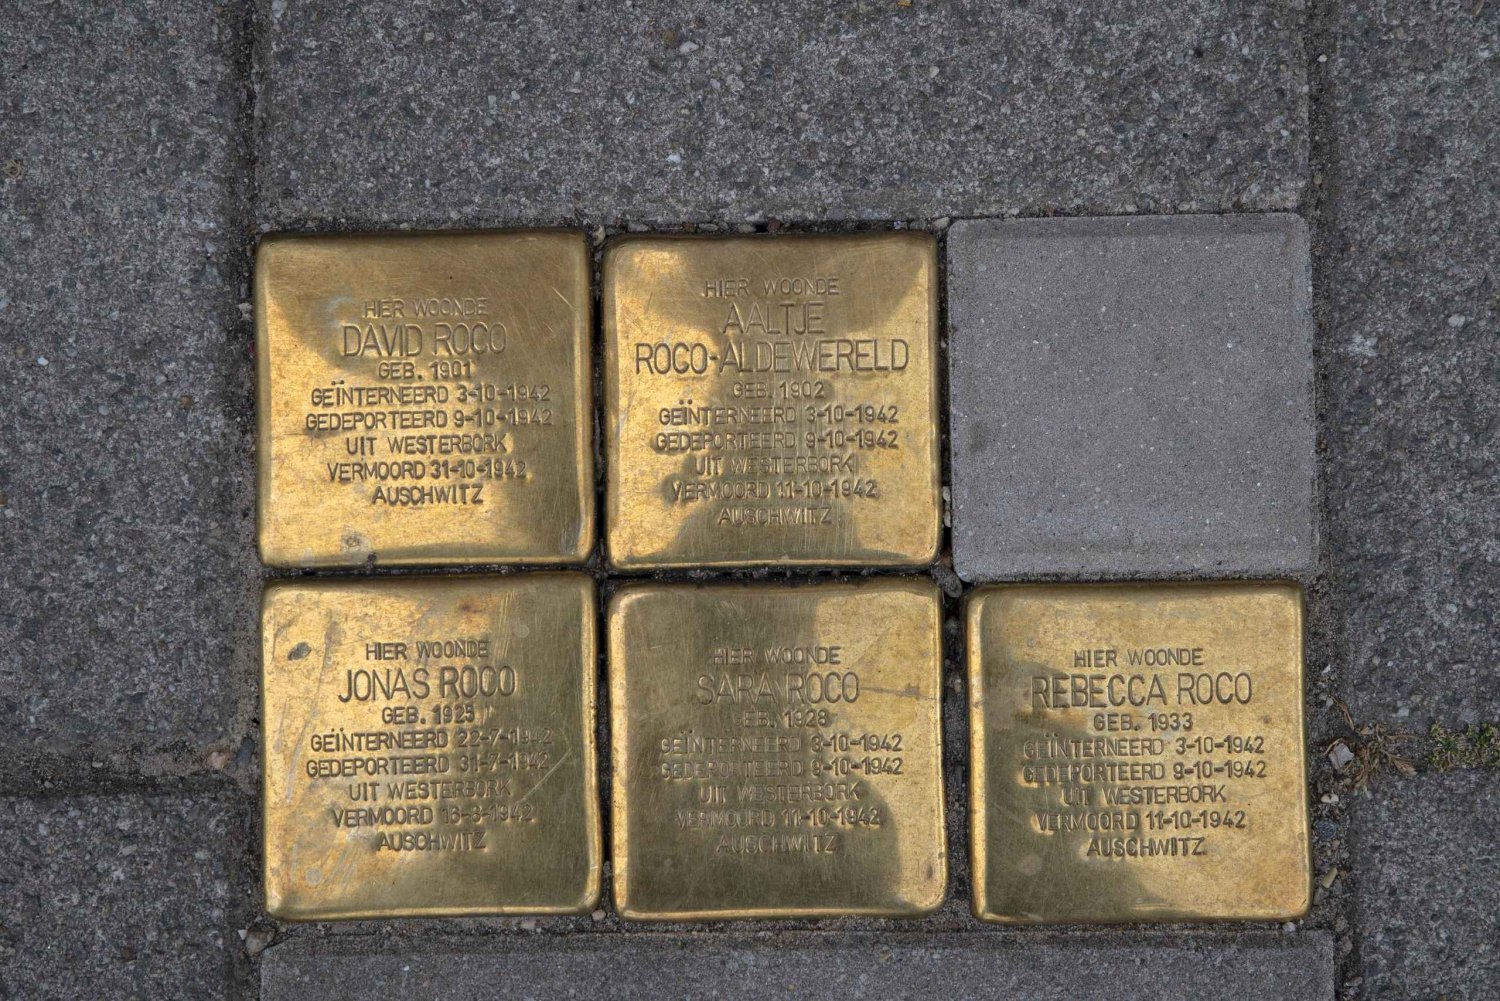 HIER WOONDE
DAVID ROCO
GEB. 1901
GEÏNTERNEERD 3-10-1942
GEDEPORTEERD 9-10-1942
UIT WESTERBORK
VERMOORD 31-10-1942
AUSCHWITZ
HIER WOONDE
AALTJE
ROCO-ALDEWERELD
GEB. 1902
GEÏNTERNEERD 3-10-1942
GEDEPORTEERD 9-10-1942
UIT WESTERBORK
VERMOORD 11-10-1942
AUSCHWITZ
HIER WOONDE
JONAS ROCO
GEB. 1925
GEÏNTERNEERD 22-7-1942
GEDEPORTEERD 31-7-1942
UIT WESTERBORK
VERMOORD 16-8-1942
AUSCHWITZ
HIER WOONDE
SARA ROCO
GEB. 1928
GEÏNTERNEERD 3-10-1942
GEDEPORTEERD 9-10-1942
UIT WESTERBORK
VERMOORD 11-10-1942
AUSCHWITZ
HIER WOONDE
REBECCA ROCO
GEB. 1933
GEÏNTERNEERD 3-10-1942
GEDEPORTEERD 9-10-1942
UIT WESTERBORK
VERMOORD 11-10-1942
AUSCHWITZ